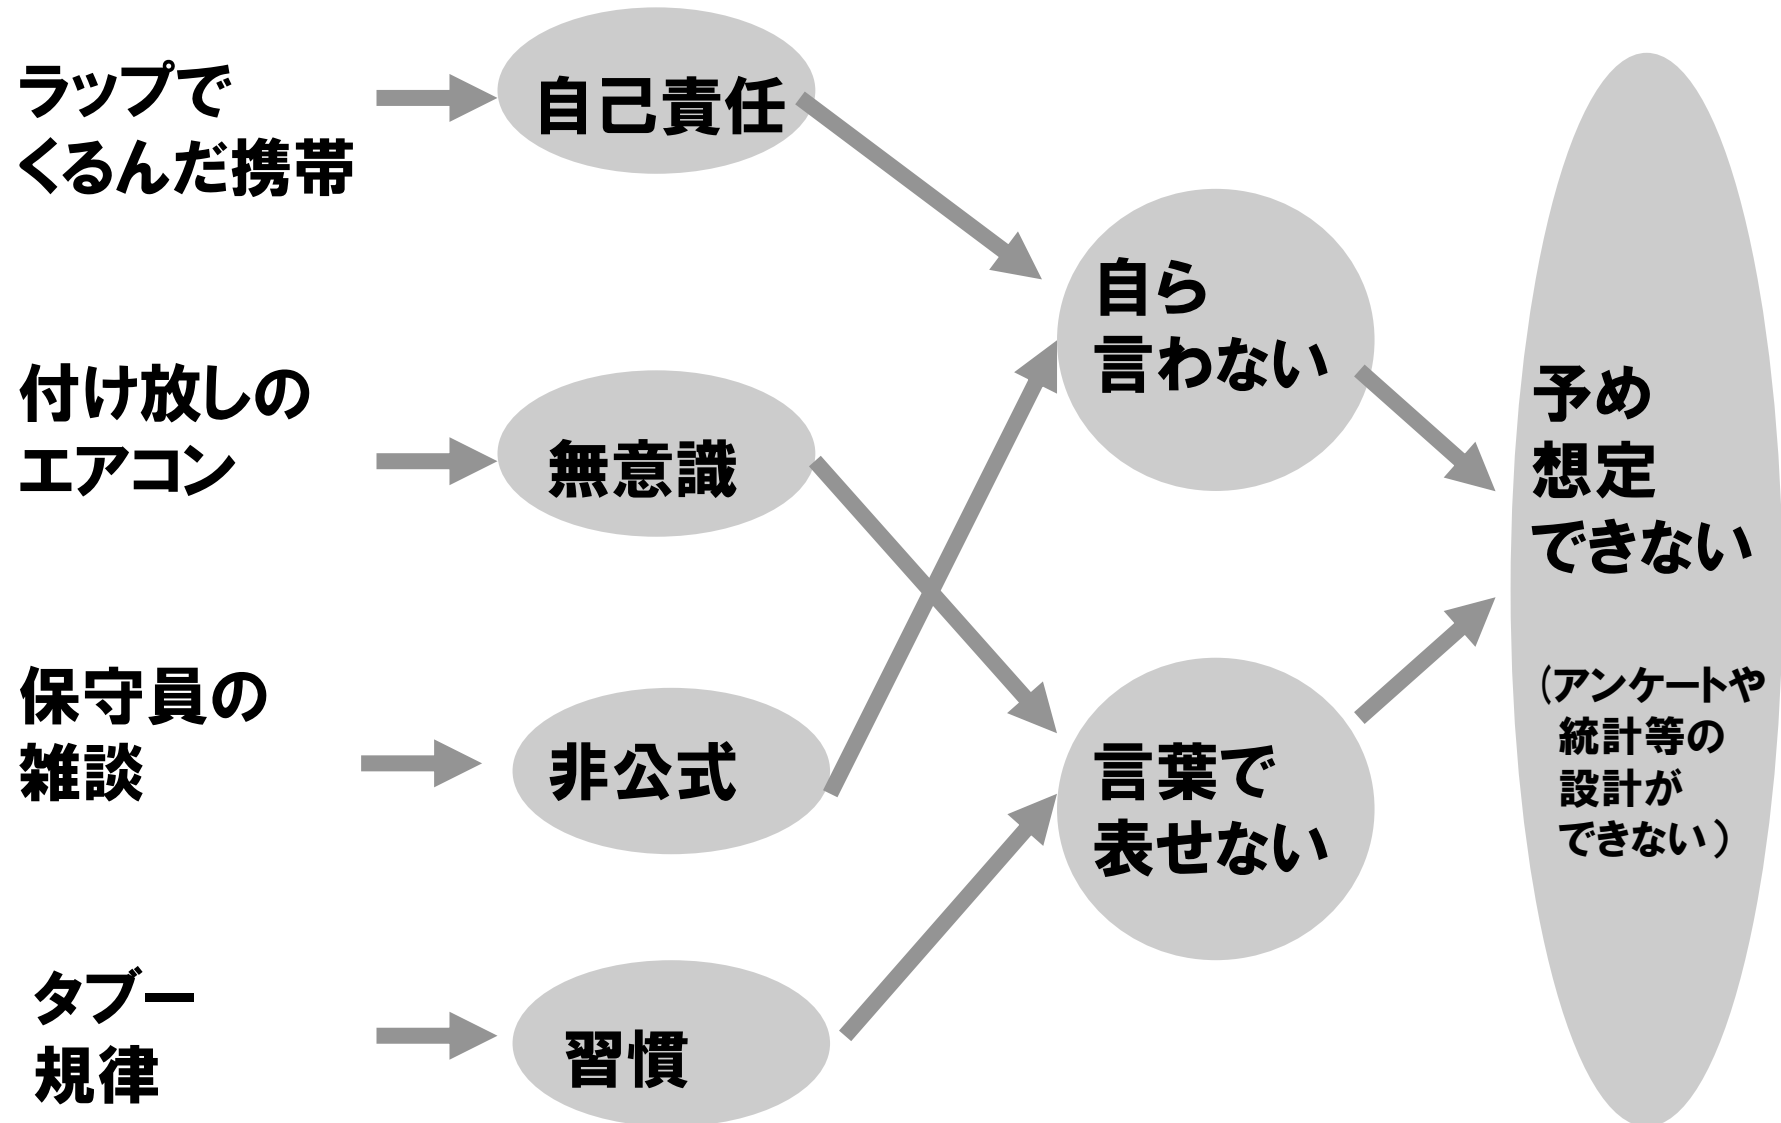 ラップで
くるんだ携帯
自己責任
付け放しの
エアコン
無意識
保守員の
雑談
非公式
タブー
規律
習慣
自ら
言わない
言葉で
表せない
予め
想定
できない
(アンケートや
統計等の
設計が
できない)